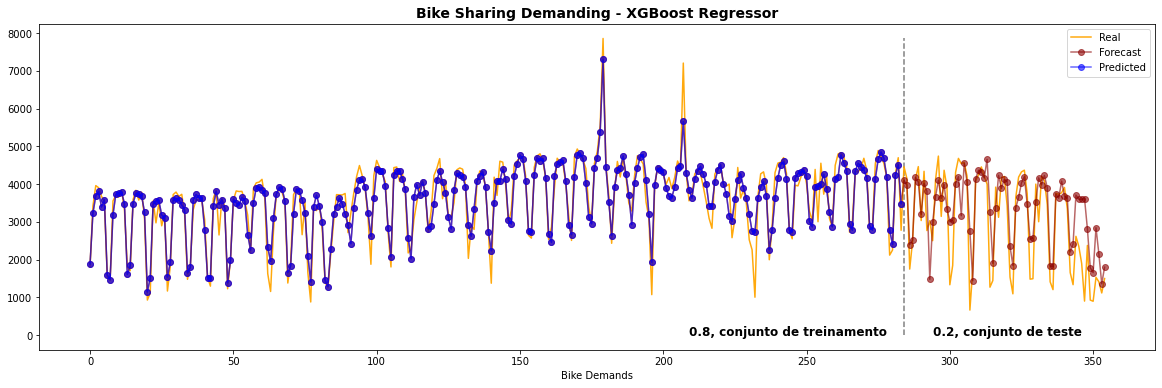 Bike Sharing Demanding - XGBoost Regressor
Real
Forecast
Predicted
8000
7000
6000
5000
4000
3000
2000
1000
0
0.8, conjunto de treinamento
0.2, conjunto de teste
0 50 100 150 200 250 300 350
Bike Demands